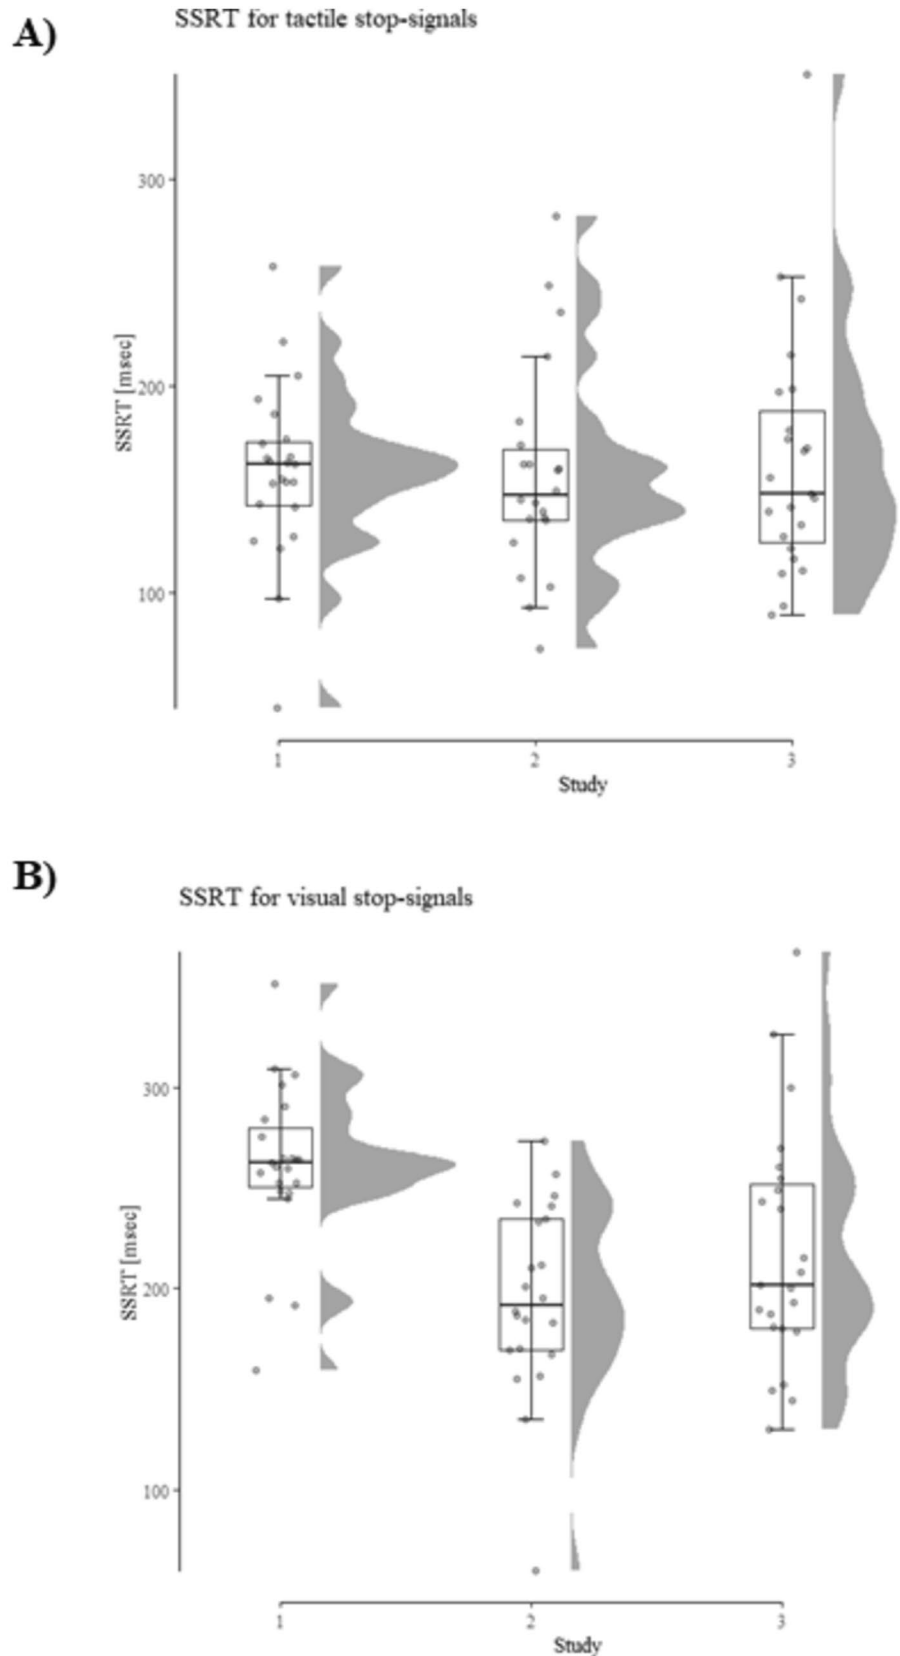 A)
SSRT for tactile stop-signals
300
200
100
SSRT [msec]
1 2 3
Study
B)
SSRT for visual stop-signals
300
200
100
SSRT [msec]
1 2 3
Study